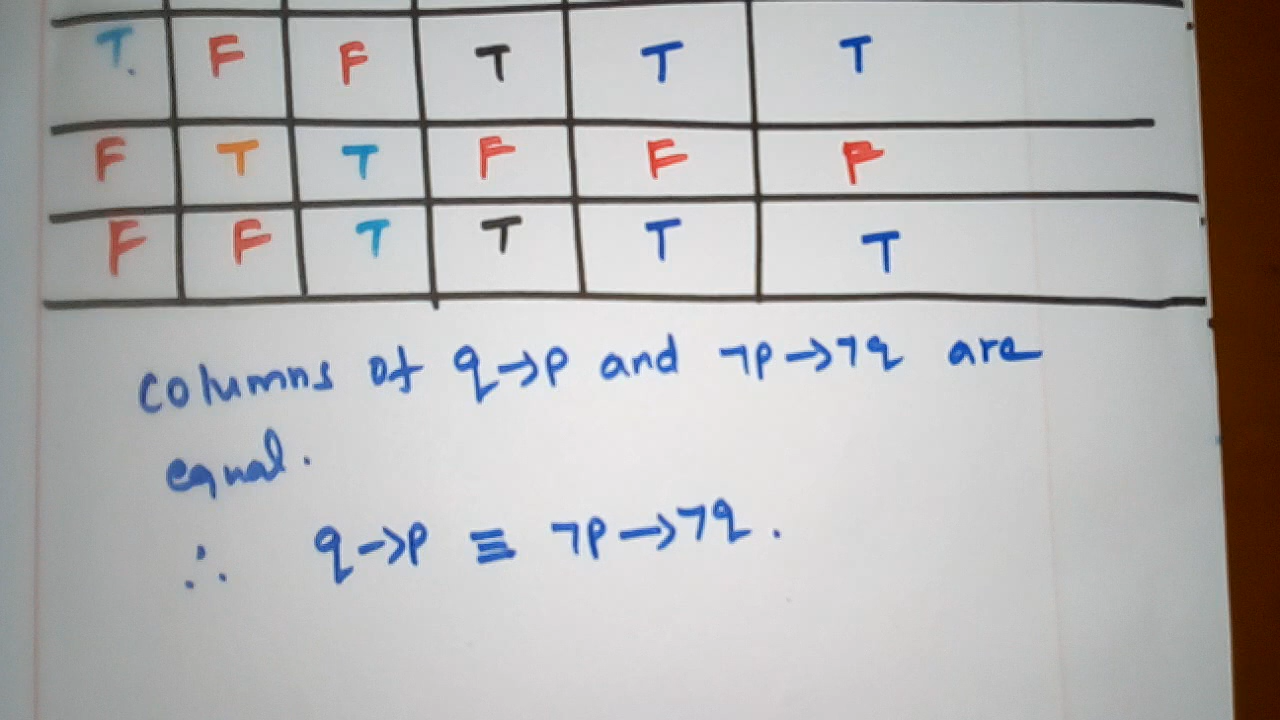 T F F T T T
F T T F F F
F F T T T T
Columns of q→p and ¬p→¬q are
equal.
∴ q→p ≡ ¬p→¬q.